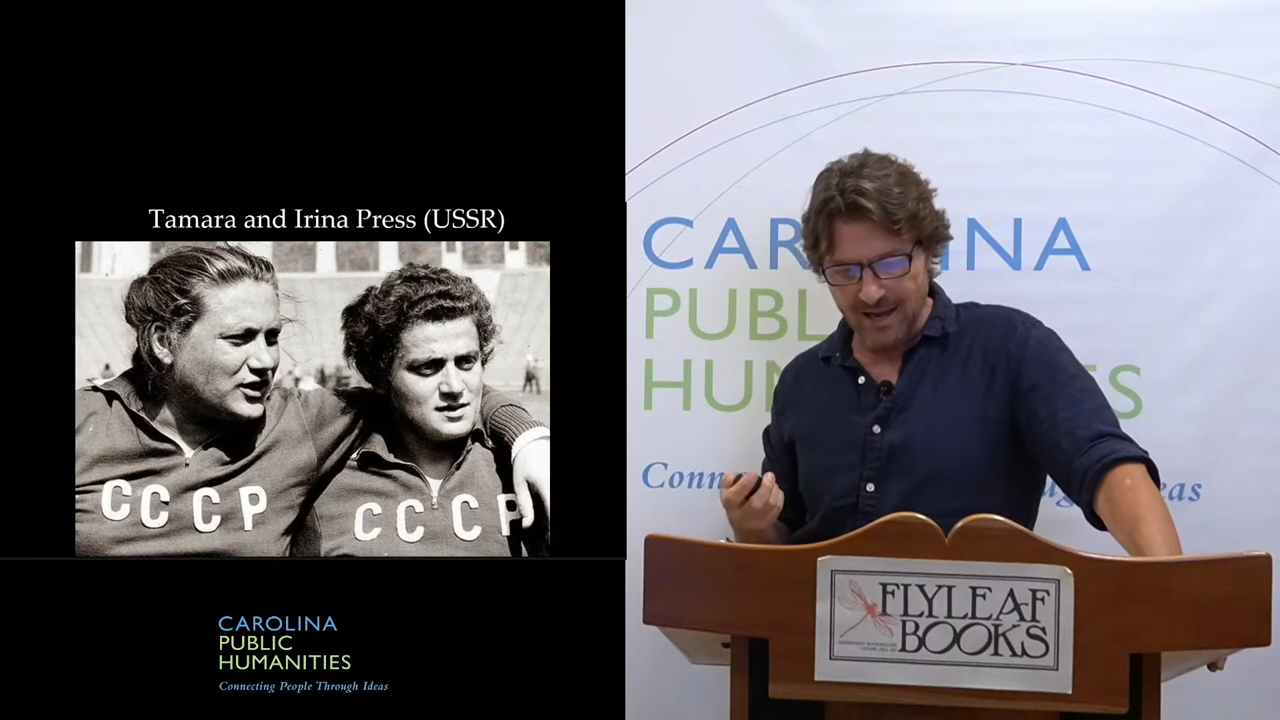 Tamara and Irina Press (USSR)
CCCP
CCCP
CAROLINA
PUBLIC
HUMANITIES
Connecting People Through Ideas
CAR INA
PUBL
HU ES
Conn eas
FLYLEAF
BOOKS